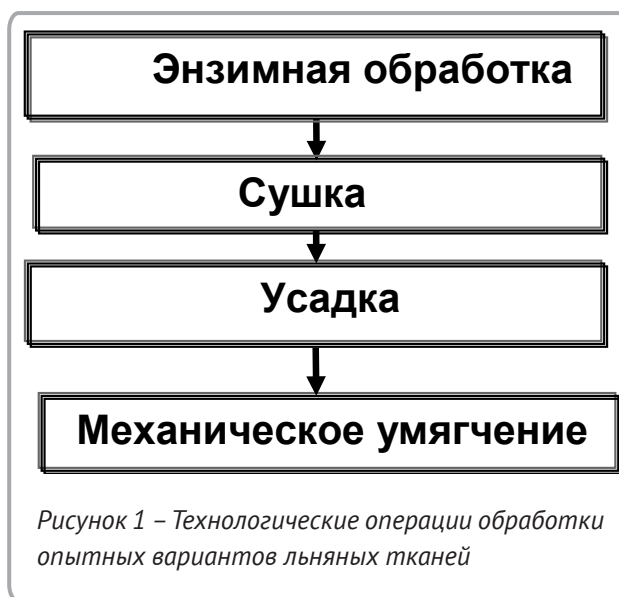 Энзимная обработка
Сушка
Усадка
Механическое умягчение
Рисунок 1 – Технологические операции обработки
опытных вариантов льняных тканей